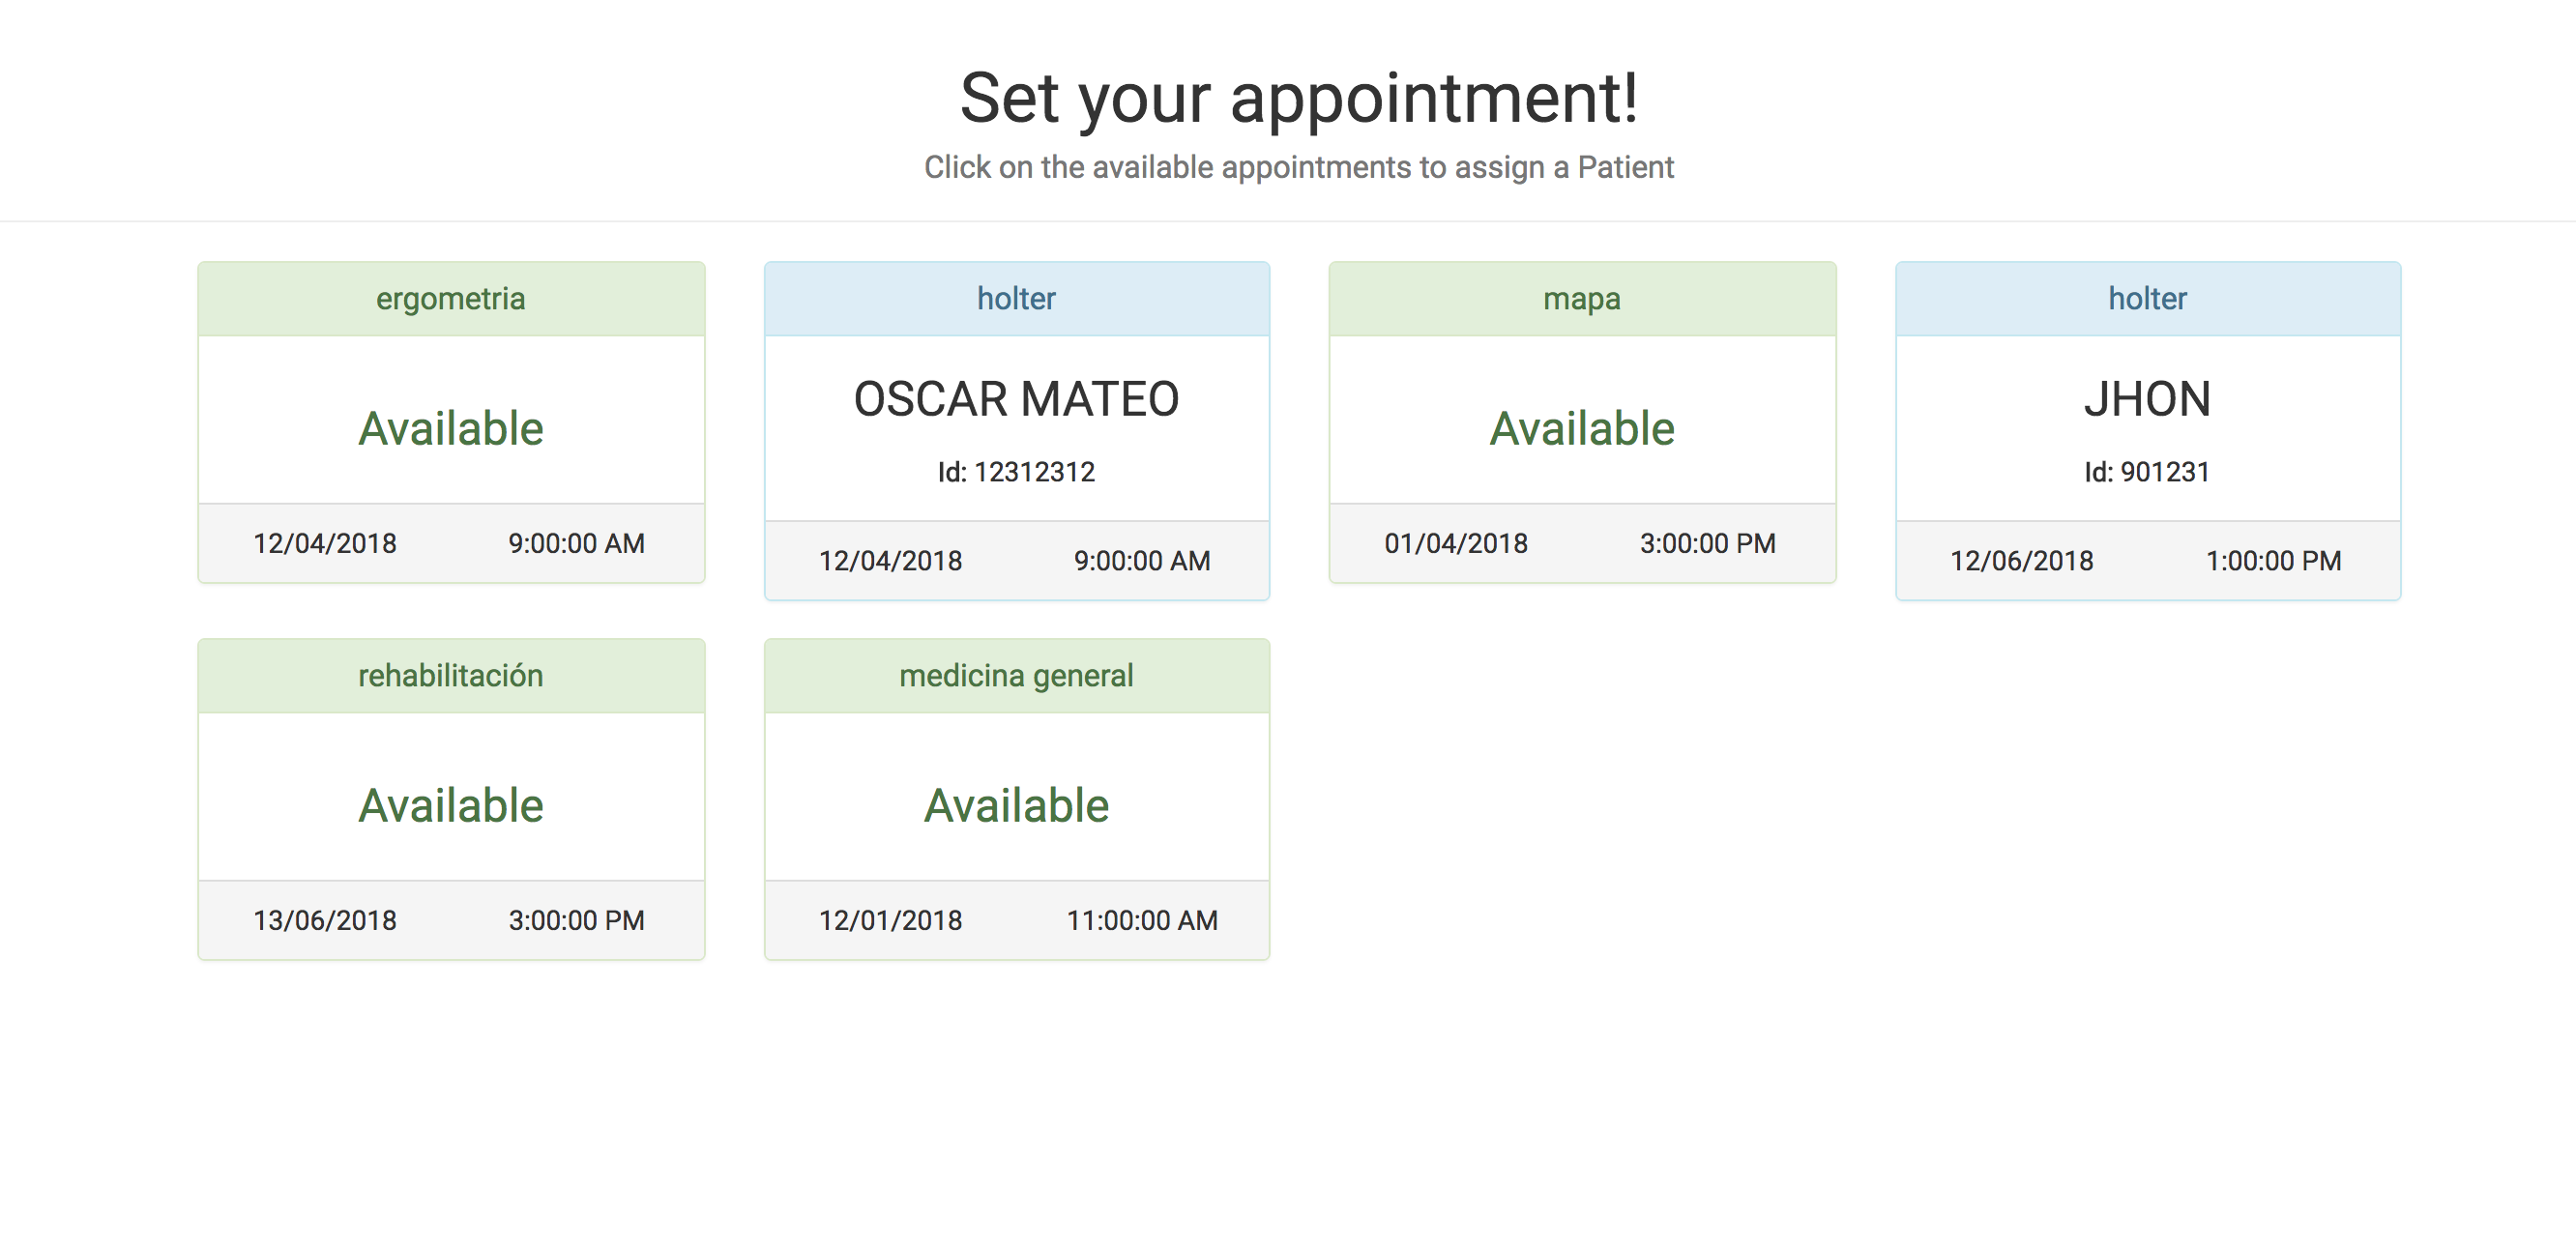 Set your appointment!
Click on the available appointments to assign a Patient
ergometria
Available
12/04/2018 9:00:00 AM
holter
OSCAR MATEO
Id: 12312312
12/04/2018 9:00:00 AM
mapa
Available
01/04/2018 3:00:00 PM
holter
JHON
Id: 901231
12/06/2018 1:00:00 PM
rehabilitación
Available
13/06/2018 3:00:00 PM
medicina general
Available
12/01/2018 11:00:00 AM